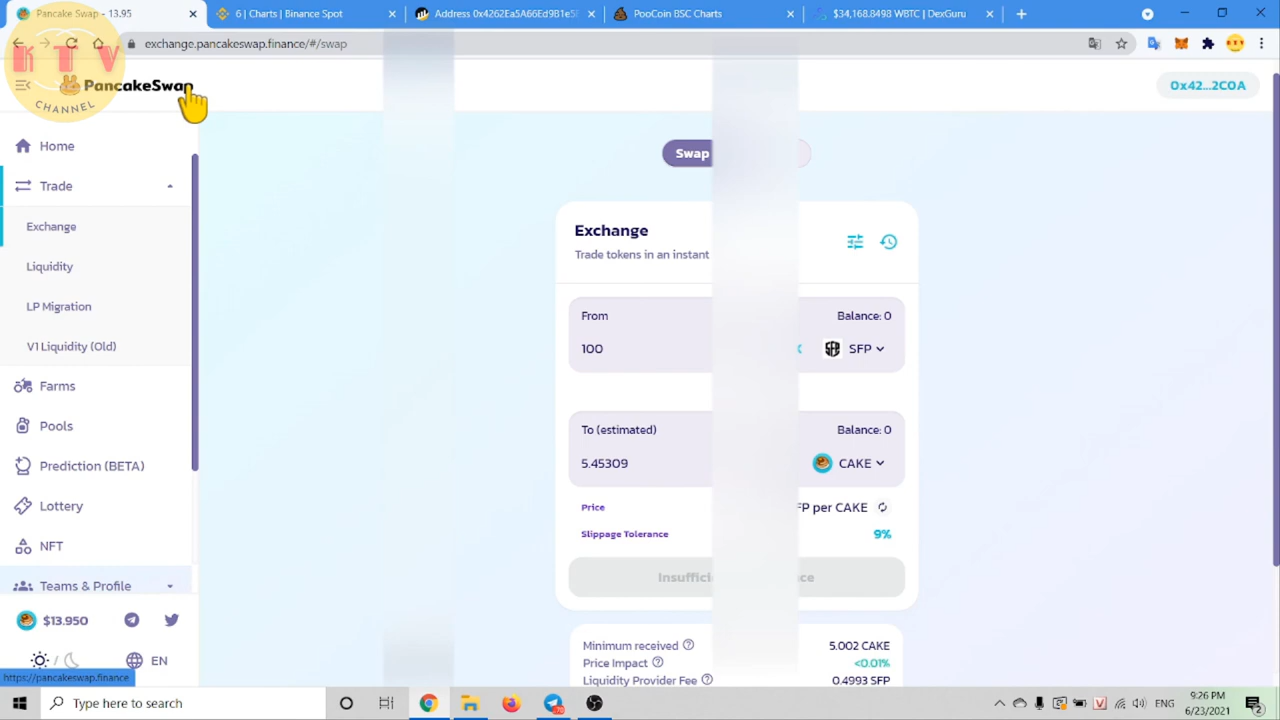 Pancake Swap - 13.95
6 | Charts | Binance Spot
Address 0x4262Ea5A66Ed9B1e5
PooCoin BSC Charts
$34,168.8498 WBTC | DexGuru
exchange.pancakeswap.finance/#/swap
KTV
CHANNEL
PancakeSwap
0x42...2C0A
Home
Trade
Exchange
Liquidity
LP Migration
V1 Liquidity (Old)
Farms
Pools
Prediction (BETA)
Lottery
NFT
Teams & Profile
$13.950
EN
https://pancakeswap.finance
Swap
Exchange
Trade tokens in an instant
From
Balance: 0
100
SFP
To (estimated)
Balance: 0
5.45309
CAKE
Price
per CAKE
Slippage Tolerance
9%
Minimum received
5.002 CAKE
Price Impact
<0.01%
Liquidity Provider Fee
0.4993 SFP
Type here to search
ENG
9:26 PM
6/23/2021